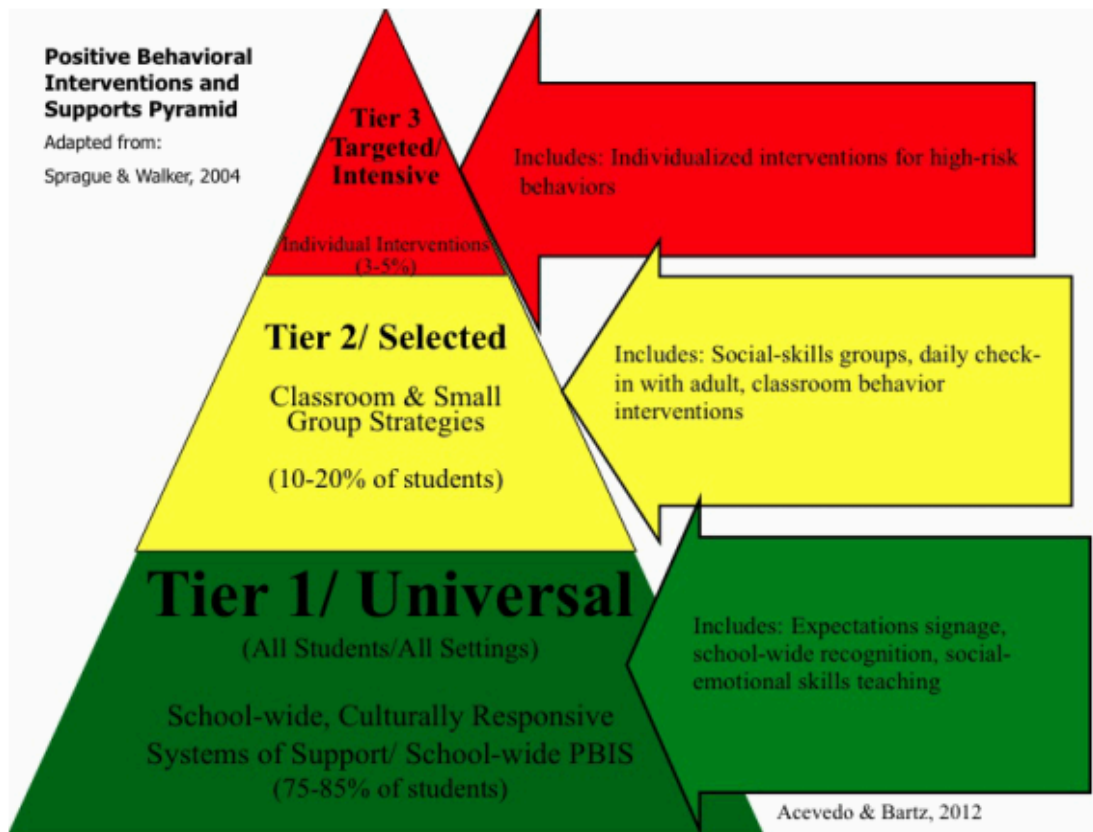 Positive Behavioral
Interventions and
Supports Pyramid
Adapted from:
Sprague & Walker, 2004
Tier 3
Targeted/
Intensive
Individual Interventions
(3-5%)
Includes: Individualized interventions for high-risk
behaviors
Tier 2/ Selected
Classroom & Small
Group Strategies
(10-20% of students)
Includes: Social-skills groups, daily check-
in with adult, classroom behavior
interventions
Tier 1/ Universal
(All Students/All Settings)
School-wide, Culturally Responsive
Systems of Support/ School-wide PBIS
(75-85% of students)
Includes: Expectations signage,
school-wide recognition, social-
emotional skills teaching
Acevedo & Bartz, 2012